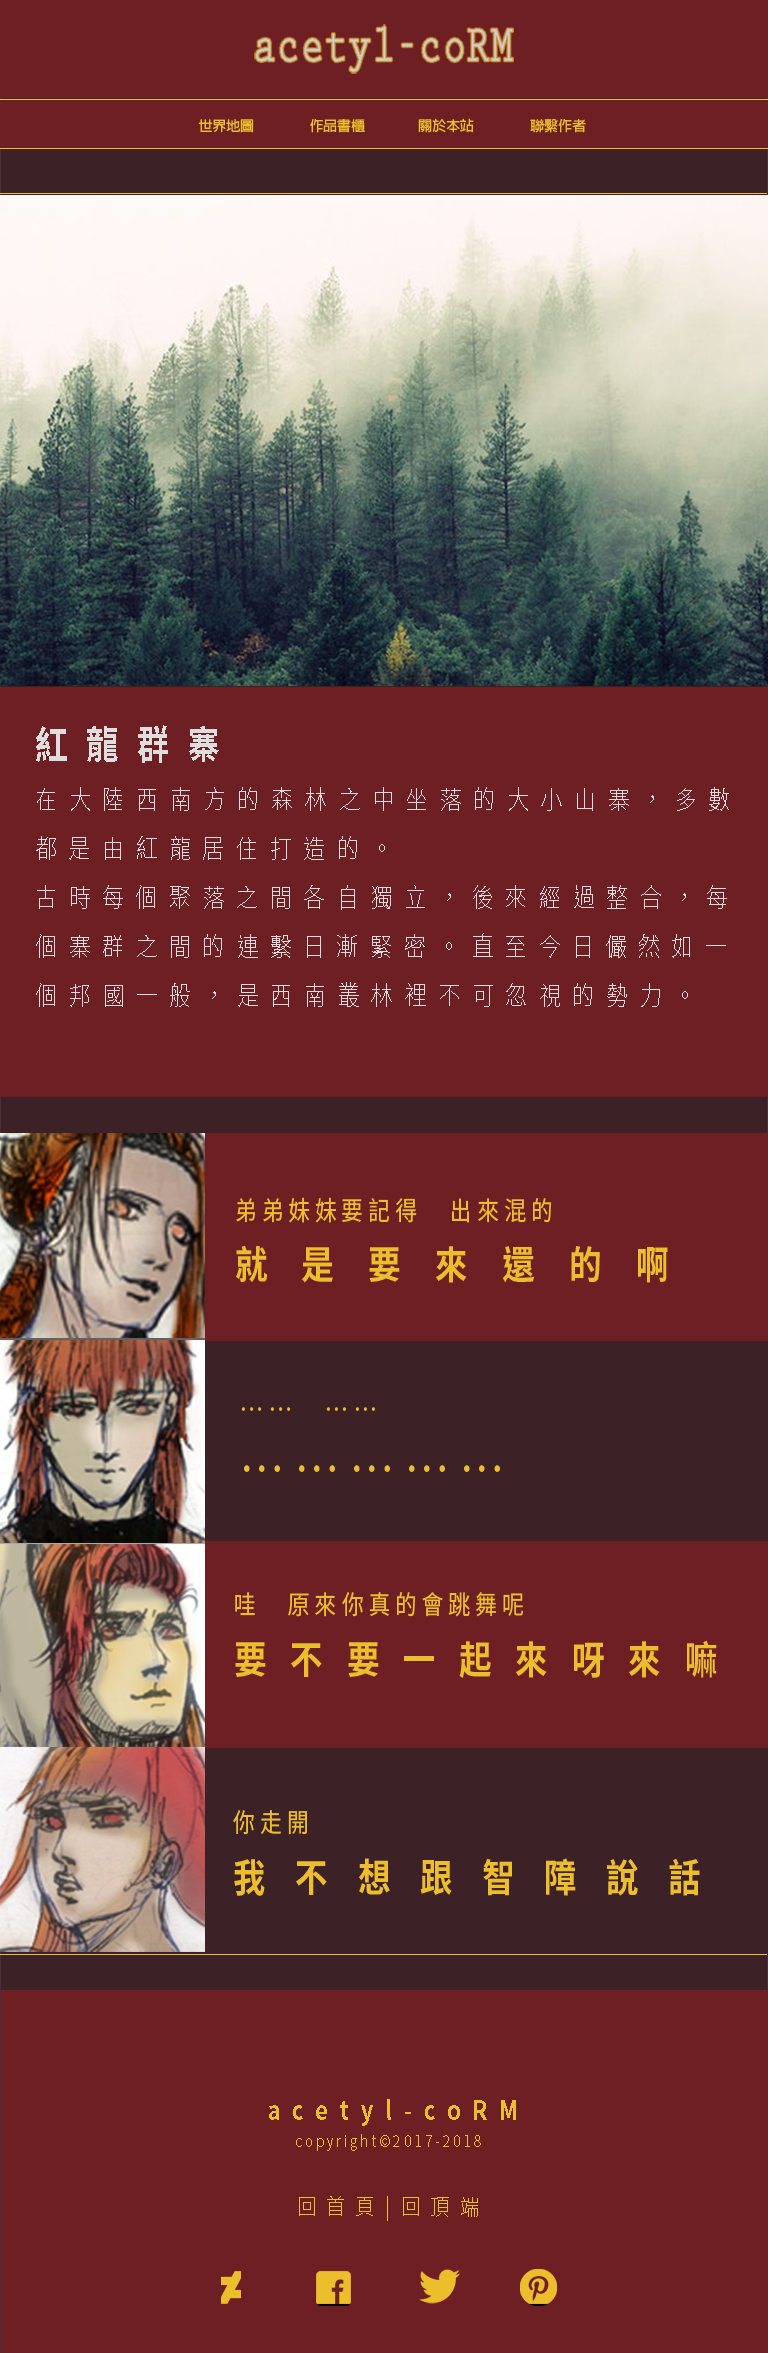 acetyl-coRM
世界地圖 作品書櫃 關於本站 聯繫作者
紅龍群寨
在大陸西南方的森林之中坐落的大小山寨，多數
都是由紅龍居住打造的。
古時每個聚落之間各自獨立，後來經過整合，每
個寨群之間的連繫日漸緊密。直至今日儼然如一
個邦國一般，是西南叢林裡不可忽視的勢力。
弟弟妹妹要記得　出來混的
就是要來還的啊
……　……
……………
哇　原來你真的會跳舞呢
要不要一起來呀來嘛
你走開
我不想跟智障說話
acetyl-coRM
copyright©2017-2018
回首頁|回頂端